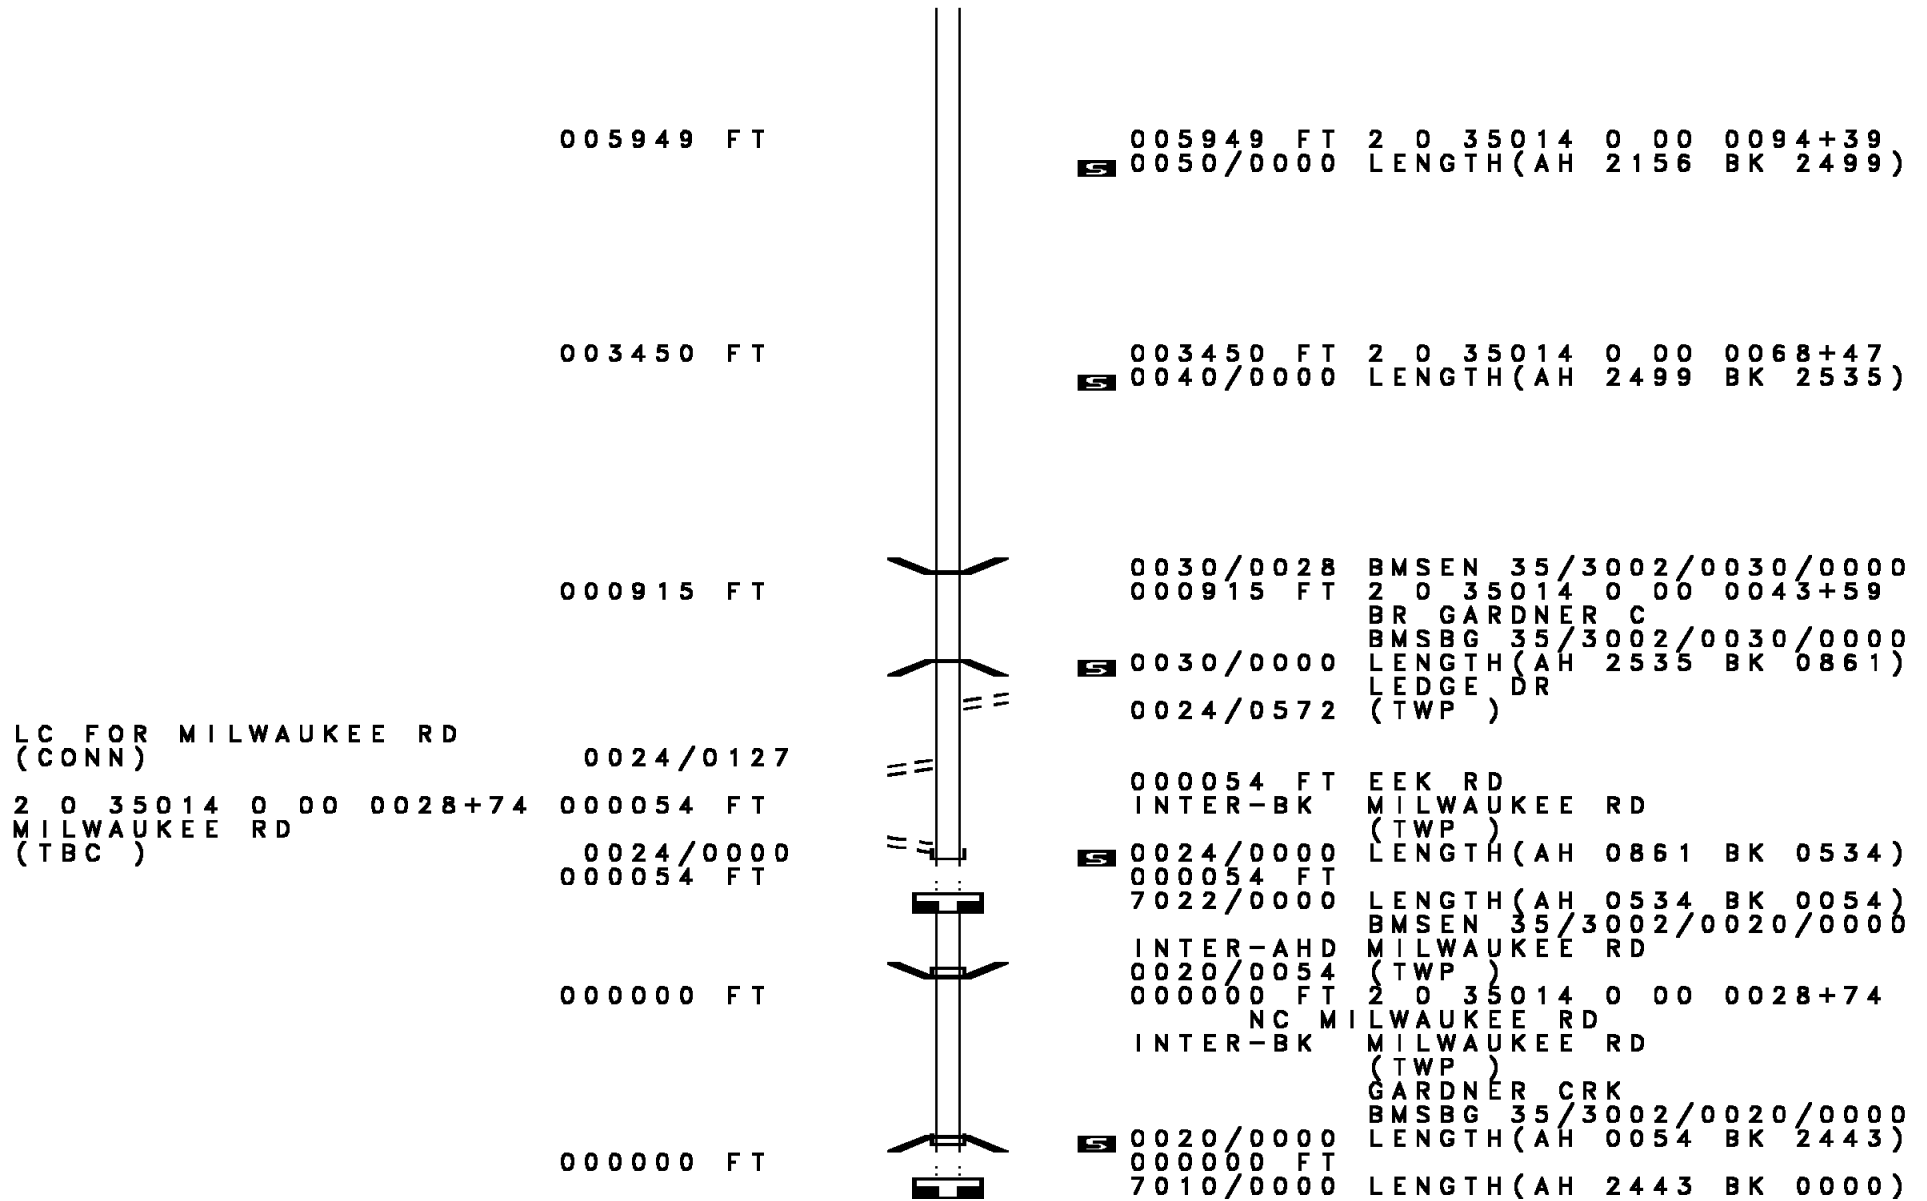 005949 FT 005949 FT 2 0 35014 0 00 0094+39
S 0050/0000 LENGTH(AH 2156 BK 2499)
003450 FT 003450 FT 2 0 35014 0 00 0068+47
S 0040/0000 LENGTH(AH 2499 BK 2535)
0030/0028 BMSEN 35/3002/0030/0000
000915 FT 000915 FT 2 0 35014 0 00 0043+59
BR GARDNER C
BMSBG 35/3002/0030/0000
S 0030/0000 LENGTH(AH 2535 BK 0861)
LEDGE DR
0024/0572 (TWP )
LC FOR MILWAUKEE RD
(CONN) 0024/0127
000054 FT EEK RD
2 0 35014 0 00 0028+74 000054 FT INTER-BK MILWAUKEE RD
MILWAUKEE RD (TWP )
(TBC ) 0024/0000 S 0024/0000 LENGTH(AH 0861 BK 0534)
000054 FT 000054 FT
7022/0000 LENGTH(AH 0534 BK 0054)
BMSEN 35/3002/0020/0000
INTER-AHD MILWAUKEE RD
0020/0054 (TWP )
000000 FT 000000 FT 2 0 35014 0 00 0028+74
NC MILWAUKEE RD
INTER-BK MILWAUKEE RD
(TWP )
GARDNER CRK
BMSBG 35/3002/0020/0000
S 0020/0000 LENGTH(AH 0054 BK 2443)
000000 FT 000000 FT
7010/0000 LENGTH(AH 2443 BK 0000)